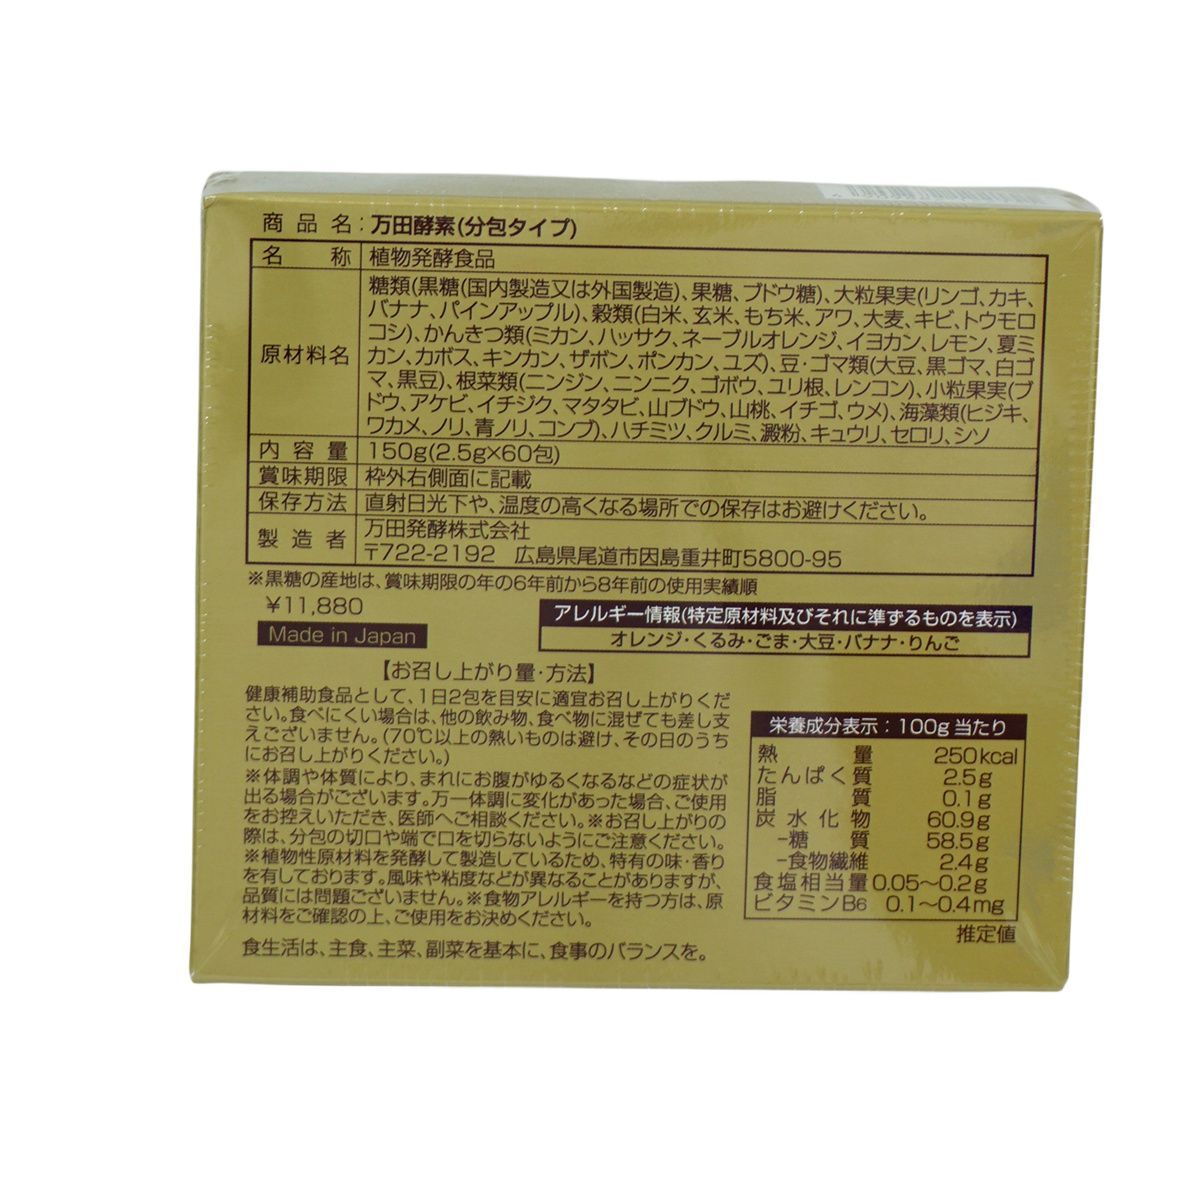 商品名:万田酵素(分包タイプ)
名称 植物発酵食品
原材料名 糖類(黒糖(国内製造又は外国製造)、果糖、ブドウ糖)、大粒果実(リンゴ、カキ、
バナナ、パインアップル)、穀類(白米、玄米、もち米、アワ、大麦、キビ、トウモロ
コシ)、かんきつ類(ミカン、ハッサク、ネーブルオレンジ、イヨカン、レモン、夏ミ
カン、カボス、キンカン、ザボン、ポンカン、ユズ)、豆・ゴマ類(大豆、黒ゴマ、白ゴ
マ、黒豆)、根菜類(ニンジン、ニンニク、ゴボウ、ユリ根、レンコン)、小粒果実(ブ
ドウ、アケビ、イチジク、マタタビ、山ブドウ、山桃、イチゴ、ウメ)、海藻類(ヒジキ、
ワカメ、ノリ、青ノリ、コンブ)、ハチミツ、クルミ、澱粉、キュウリ、セロリ、シソ
内容量 150g(2.5g×60包)
賞味期限 枠外右側面に記載
保存方法 直射日光下や、温度の高くなる場所での保存はお避けください。
製造者 万田発酵株式会社
〒722-2192 広島県尾道市因島重井町5800-95
※黒糖の産地は、賞味期限の年の6年前から8年前の使用実績順
¥11,880
Made in Japan
アレルギー情報(特定原材料及びそれに準ずるものを表示)
オレンジ・くるみ・ごま・大豆・バナナ・りんご
【お召し上がり量・方法】
健康補助食品として、1日2包を目安に適宜お召し上がりくだ
さい。食べにくい場合は、他の飲み物、食べ物に混ぜても差し支
えございません。(70℃以上の熱いものは避け、その日のうち
にお召し上がりください。)
※体調や体質により、まれにお腹がゆるくなるなどの症状が
出る場合がございます。万一体調に変化があった場合、ご使用
をお控えいただき、医師へご相談ください。※お召し上がりの
際は、分包の切口や端で口を切らないようにご注意ください。
※植物性原材料を発酵して製造しているため、特有の味・香り
を有しております。風味や粘度などが異なることがありますが、
品質には問題ございません。※食物アレルギーを持つ方は、原
材料をご確認の上、ご使用をお決めください。
食生活は、主食、主菜、副菜を基本に、食事のバランスを。
栄養成分表示:100g当たり
熱量 250kcal
たんぱく質 2.5g
脂質 0.1g
炭水化物 60.9g
-糖質 58.5g
-食物繊維 2.4g
食塩相当量 0.05~0.2g
ビタミンB6 0.1~0.4mg
推定値